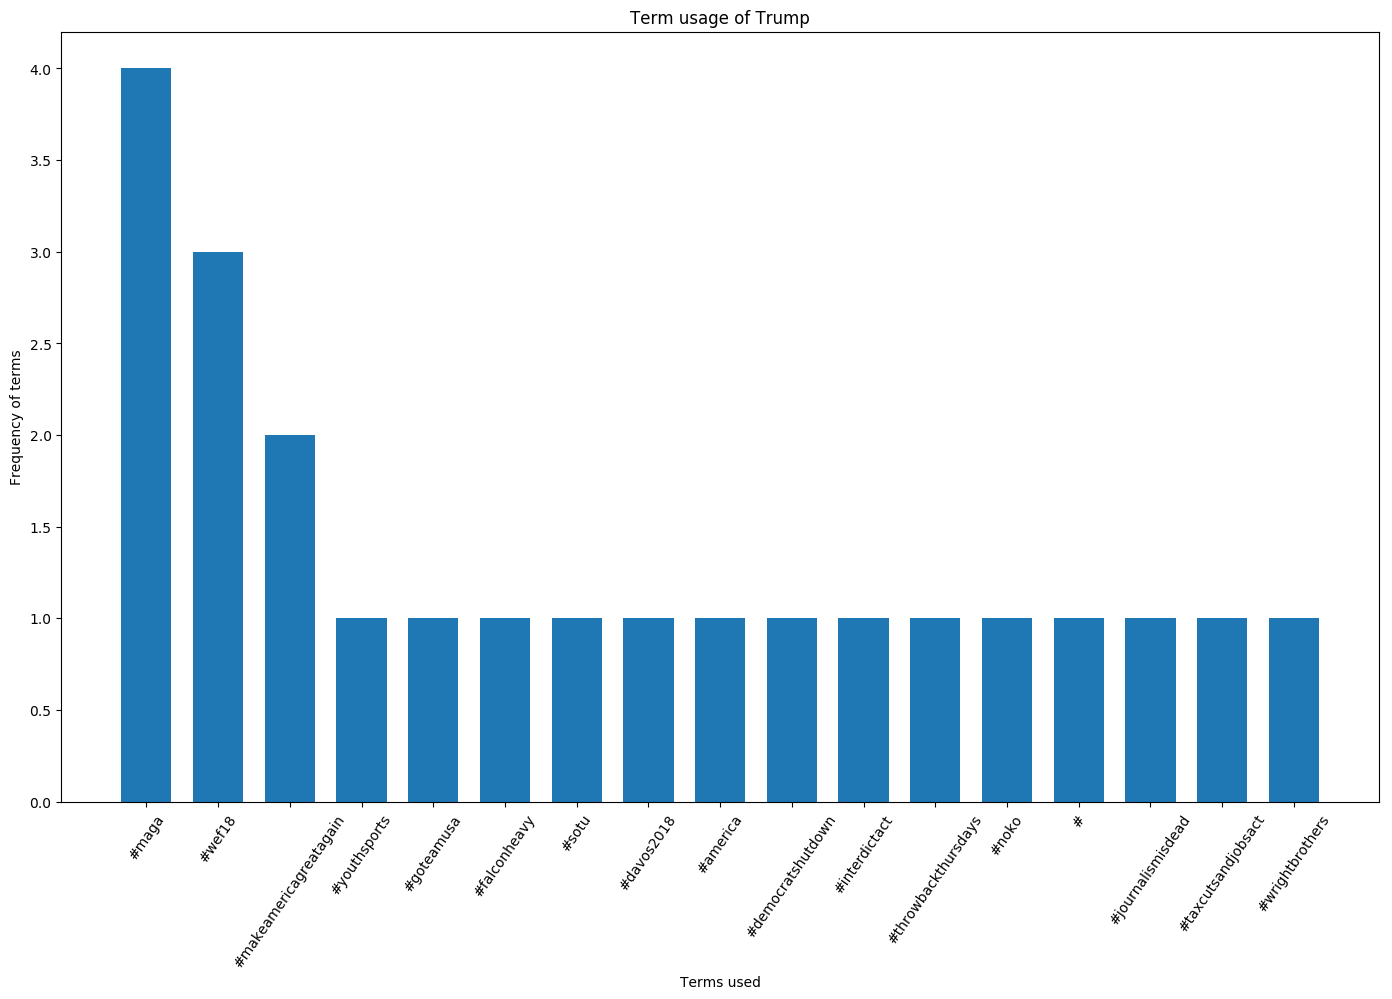 Term usage of Trump
Frequency of terms
4.0
3.5
3.0
2.5
2.0
1.5
1.0
0.5
0.0
#maga
#wef18
#makeamericagreatagain
#youthsports
#goteamusa
#falconheavy
#sotu
#davos2018
#america
#democratshutdown
#interdictact
#throwbackthursdays
#noko
#
#journalismisdead
#taxcutsandjobsact
#wrightbrothers
Terms used